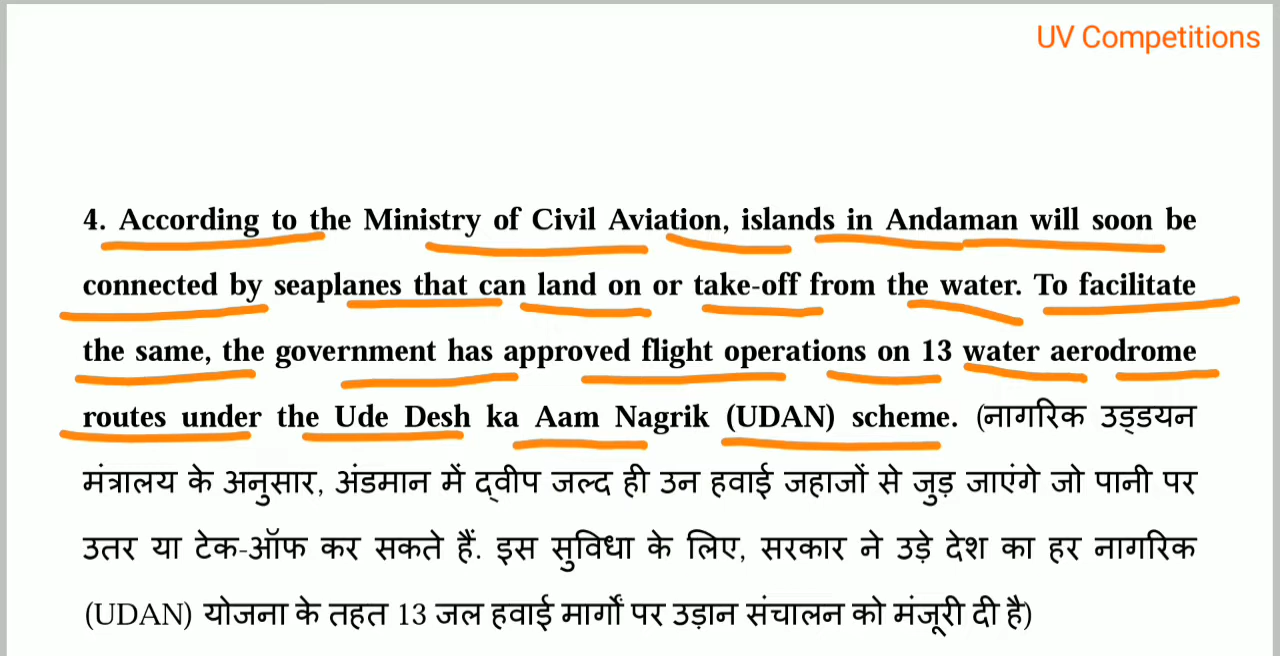 UV Competitions
4. According to the Ministry of Civil Aviation, islands in Andaman will soon be
connected by seaplanes that can land on or take-off from the water. To facilitate
the same, the government has approved flight operations on 13 water aerodrome
routes under the Ude Desh ka Aam Nagrik (UDAN) scheme. (नागरिक उड्डयन
मंत्रालय के अनुसार, अंडमान में द्वीप जल्द ही उन हवाई जहाजों से जुड़ जाएंगे जो पानी पर
उतर या टेक-ऑफ कर सकते हैं. इस सुविधा के लिए, सरकार ने उड़े देश का हर नागरिक
(UDAN) योजना के तहत 13 जल हवाई मार्गों पर उड़ान संचालन को मंजूरी दी है)